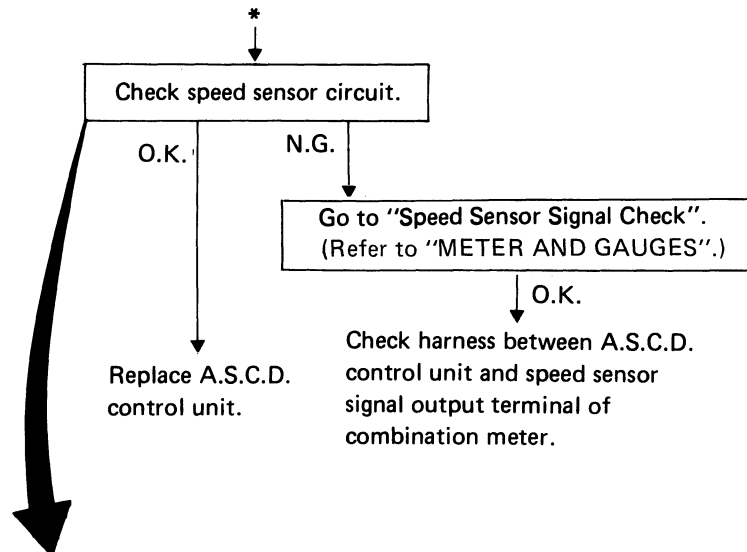 *
Check speed sensor circuit.
O.K.
N.G.
Go to "Speed Sensor Signal Check".
(Refer to "METER AND GAUGES".)
O.K.
Replace A.S.C.D.
control unit.
Check harness between A.S.C.D.
control unit and speed sensor
signal output terminal of
combination meter.